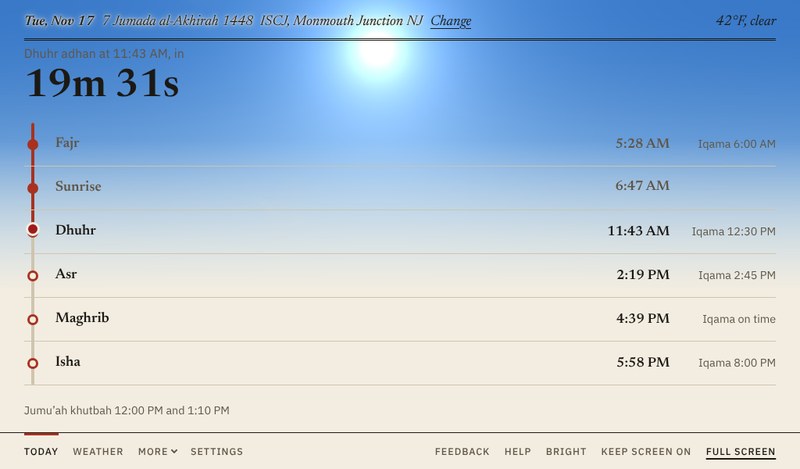 Tue, Nov 17 7 Jumada al-Akhirah 1448 ISCJ, Monmouth Junction NJ Change 42°F, clear
Dhuhr adhan at 11:43 AM, in
19m 31s
Fajr 5:28 AM Iqama 6:00 AM
Sunrise 6:47 AM
Dhuhr 11:43 AM Iqama 12:30 PM
Asr 2:19 PM Iqama 2:45 PM
Maghrib 4:39 PM Iqama on time
Isha 5:58 PM Iqama 8:00 PM
Jumu'ah khutbah 12:00 PM and 1:10 PM
TODAY WEATHER MORE SETTINGS FEEDBACK HELP BRIGHT KEEP SCREEN ON FULL SCREEN